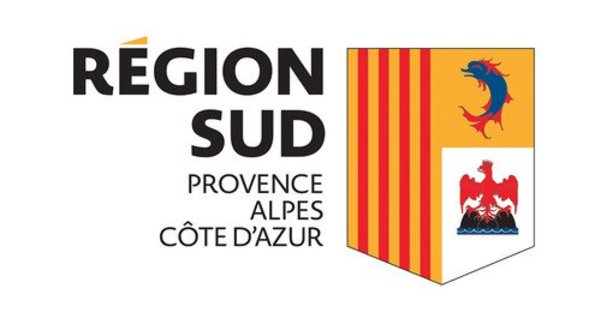 RÉGION
SUD
PROVENCE
ALPES
CÔTE D'AZUR